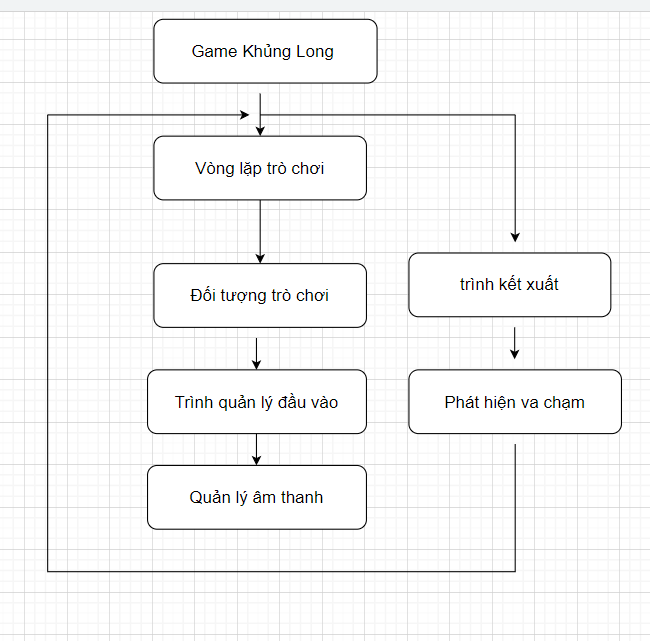 Game Khủng Long
Vòng lặp trò chơi
Đối tượng trò chơi
trình kết xuất
Trình quản lý đầu vào
Phát hiện va chạm
Quản lý âm thanh